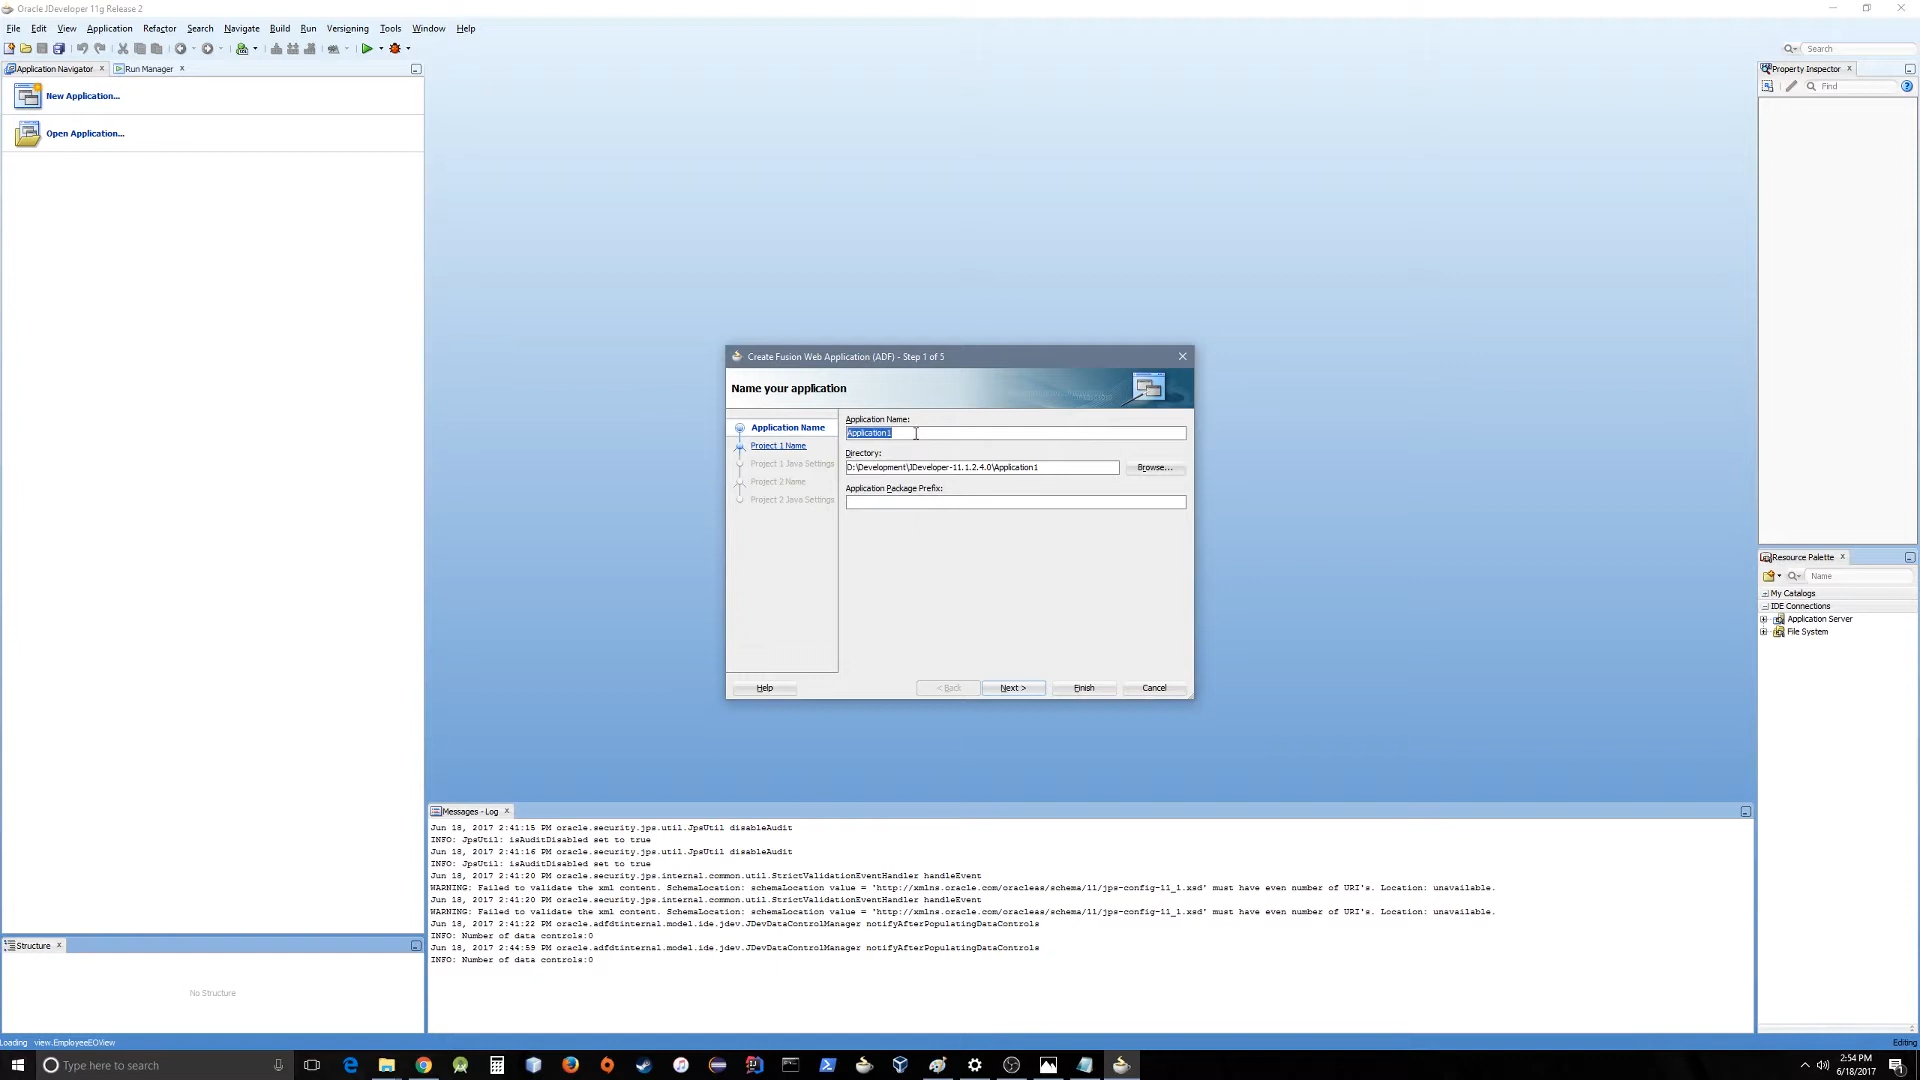 Oracle JDeveloper 11g Release 2
File Edit View Application Refactor Search Navigate Build Run Versioning Tools Window Help
Search
Application Navigator
Run Manager
New Application...
Open Application...
Property Inspector
Find
Create Fusion Web Application (ADF) - Step 1 of 5
Name your application
Application Name
Project 1 Name
Project 1 Java Settings
Project 2 Name
Project 2 Java Settings
Application Name:
Application1
Directory:
D:\Development\JDeveloper-11.1.2.4.0\Application1
Browse...
Application Package Prefix:
Help
< Back
Next >
Finish
Cancel
Resource Palette
Name
My Catalogs
IDE Connections
Application Server
File System
Messages - Log
Jun 18, 2017 2:41:15 PM oracle.security.jps.util.JpsUtil disableAudit
INFO: JpsUtil: isAuditDisabled set to true
Jun 18, 2017 2:41:16 PM oracle.security.jps.util.JpsUtil disableAudit
INFO: JpsUtil: isAuditDisabled set to true
Jun 18, 2017 2:41:20 PM oracle.security.jps.internal.common.util.StrictValidationEventHandler handleEvent
WARNING: Failed to validate the xml content. SchemaLocation: schemaLocation value = 'http://xmlns.oracle.com/oracleas/schema/11/jps-config-11_1.xsd' must have even number of URI's. Location: unavailable.
Jun 18, 2017 2:41:20 PM oracle.security.jps.internal.common.util.StrictValidationEventHandler handleEvent
WARNING: Failed to validate the xml content. SchemaLocation: schemaLocation value = 'http://xmlns.oracle.com/oracleas/schema/11/jps-config-11_1.xsd' must have even number of URI's. Location: unavailable.
Jun 18, 2017 2:41:22 PM oracle.adfdtinternal.model.ide.jdev.JDevDataControlManager notifyAfterPopulatingDataControls
INFO: Number of data controls:0
Jun 18, 2017 2:44:59 PM oracle.adfdtinternal.model.ide.jdev.JDevDataControlManager notifyAfterPopulatingDataControls
INFO: Number of data controls:0
Structure
No Structure
Loading view.EmployeeEOView
Editing
Type here to search
2:54 PM
6/18/2017